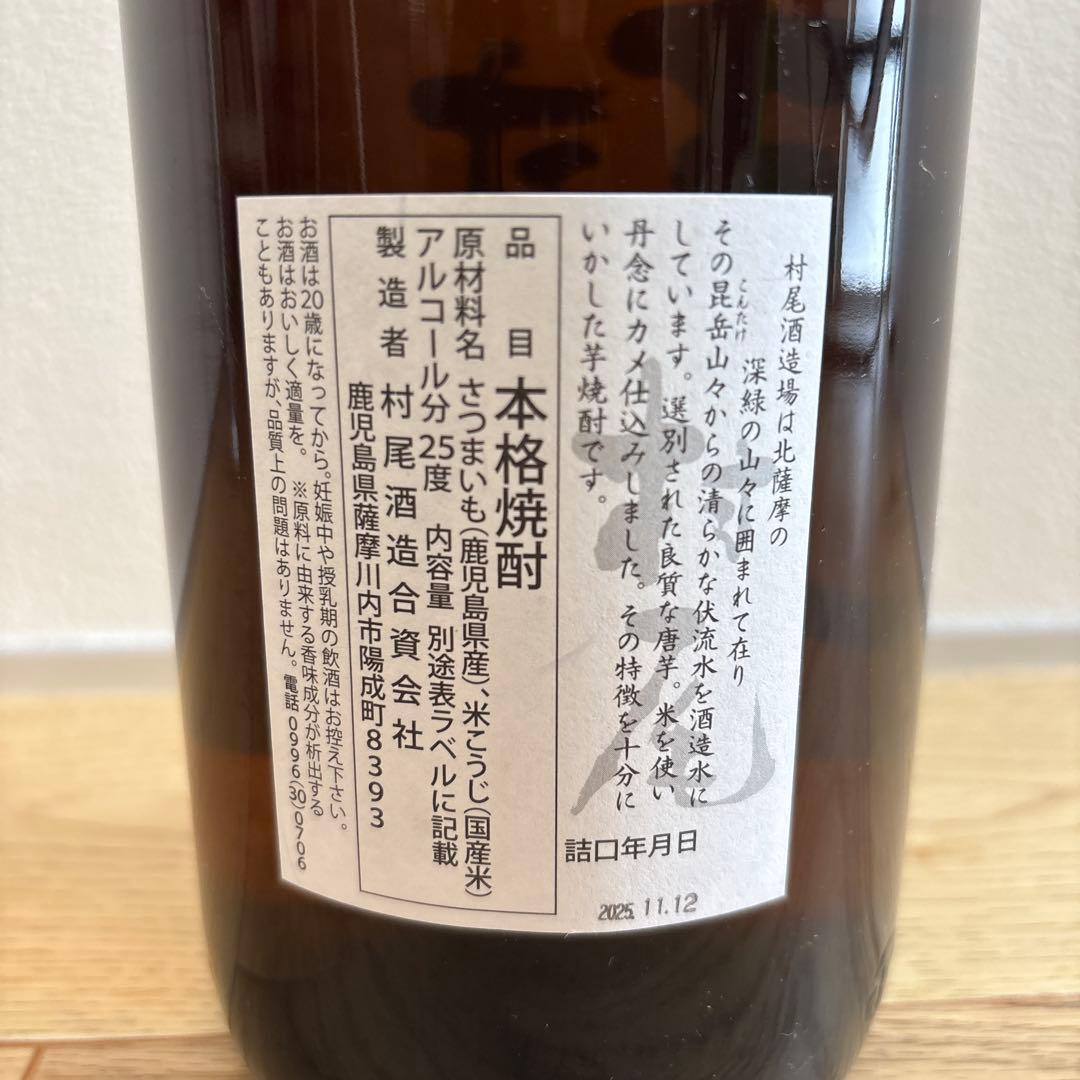 村尾酒造場は北薩摩の
深緑の山々に囲まれて在り
その昆岳山々からの清らかな伏流水を酒造水に
こんたけ
しています。選別された良質な唐芋。米を使い
丹念にカメ仕込みしました。その特徴を十分に
いかした芋焼酎です。
村尾
詰口年月日
2025.11.12
品目 本格焼酎
原材料名 さつまいも(鹿児島県産)、米こうじ(国産米)
アルコール分 25度 内容量 別途表ラベルに記載
製造者 村尾酒造合資会社
鹿児島県薩摩川内市陽成町8393
お酒は20歳になってから。妊娠中や授乳期の飲酒はお控え下さい。
お酒はおいしく適量を。 ※原料に由来する香味成分が析出する
こともありますが、品質上の問題はありません。電話0996(30)0706